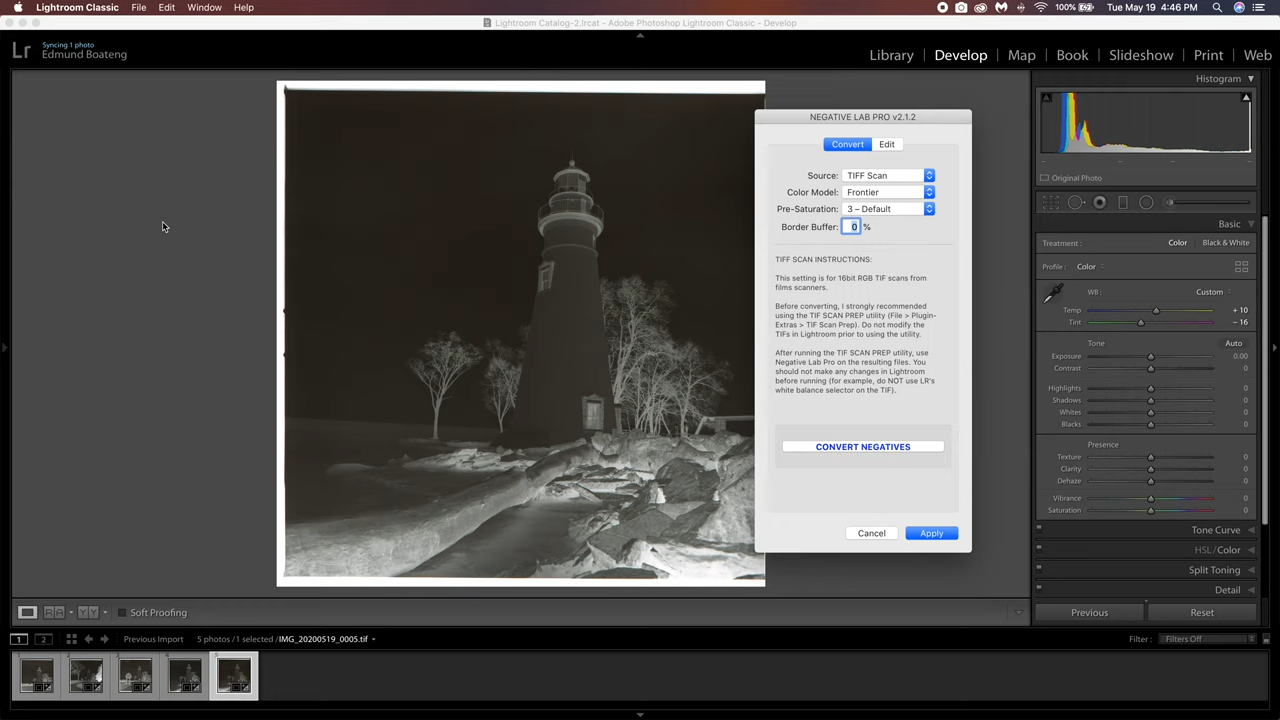 Lightroom Classic File Edit Window Help
100% Tue May 19 4:46 PM
Lightroom Catalog-2.lrcat - Adobe Photoshop Lightroom Classic - Develop
Lr Syncing 1 photo
Edmund Boateng
Library | Develop | Map | Book | Slideshow | Print | Web
Histogram
Original Photo
Basic
Treatment : Color Black & White
Profile : Color
WB : Custom
Temp + 10
Tint − 16
Tone Auto
Exposure 0.00
Contrast 0
Highlights 0
Shadows 0
Whites 0
Blacks 0
Presence
Texture 0
Clarity 0
Dehaze 0
Vibrance 0
Saturation 0
Tone Curve
HSL / Color
Split Toning
Detail
Previous Reset
NEGATIVE LAB PRO v2.1.2
Convert Edit
Source: TIFF Scan
Color Model: Frontier
Pre-Saturation: 3 – Default
Border Buffer: 0 %
TIFF SCAN INSTRUCTIONS:
This setting is for 16bit RGB TIF scans from
films scanners.
Before converting, I strongly recommended
using the TIF SCAN PREP utility (File > Plugin-
Extras > TIF Scan Prep). Do not modify the
TIFs in Lightroom prior to using the utility.
After running the TIF SCAN PREP utility, use
Negative Lab Pro on the resulting files. You
should not make any changes in Lightroom
before running (for example, do NOT use LR's
white balance selector on the TIF).
CONVERT NEGATIVES
Cancel Apply
R A Y Y Soft Proofing
1 2 Previous Import 5 photos / 1 selected / IMG_20200519_0005.tif
Filter : Filters Off